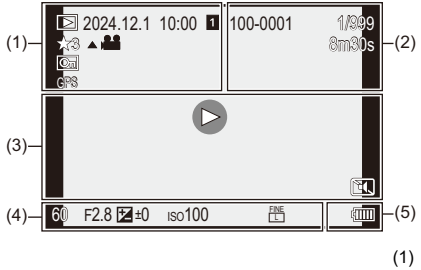 2024.12.1 10:00 1 100-0001 1/999
(1) 3 8m30s (2)
GPS
(3)
(4) 60 F2.8 ±0 ISO100 FINE L (5)
(1)